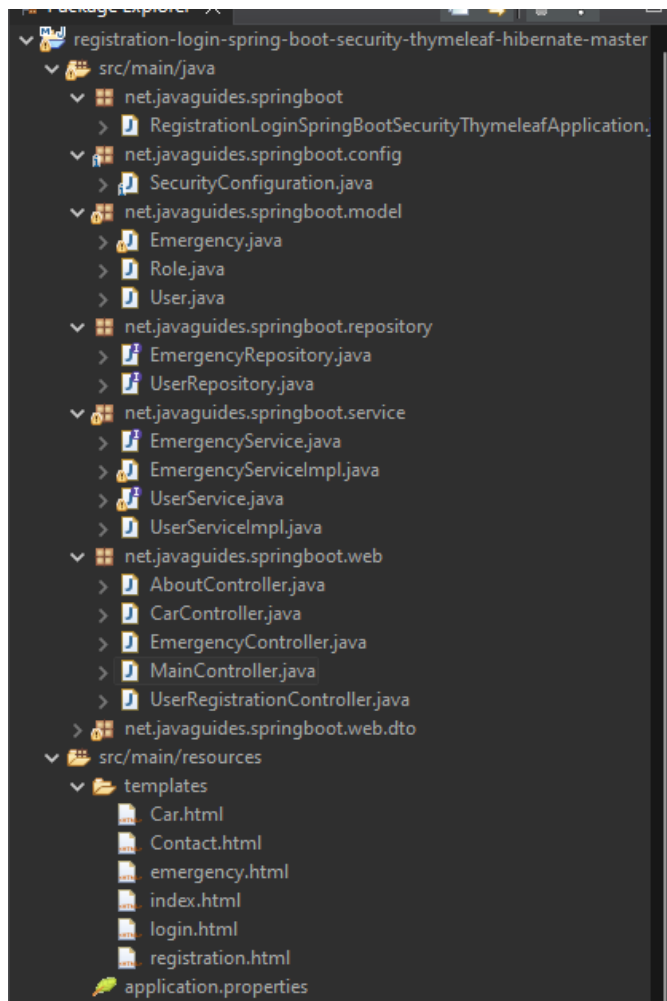 Package Explorer
registration-login-spring-boot-security-thymeleaf-hibernate-master
src/main/java
net.javaguides.springboot
RegistrationLoginSpringBootSecurityThymeleafApplication.
net.javaguides.springboot.config
SecurityConfiguration.java
net.javaguides.springboot.model
Emergency.java
Role.java
User.java
net.javaguides.springboot.repository
EmergencyRepository.java
UserRepository.java
net.javaguides.springboot.service
EmergencyService.java
EmergencyServiceImpl.java
UserService.java
UserServiceImpl.java
net.javaguides.springboot.web
AboutController.java
CarController.java
EmergencyController.java
MainController.java
UserRegistrationController.java
net.javaguides.springboot.web.dto
src/main/resources
templates
Car.html
Contact.html
emergency.html
index.html
login.html
registration.html
application.properties